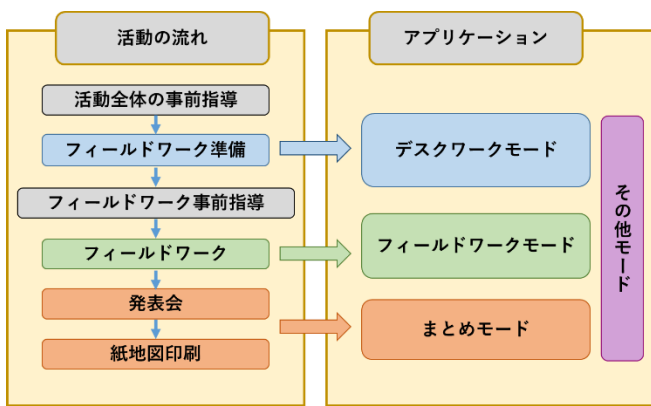 活動の流れ
活動全体の事前指導
フィールドワーク準備
フィールドワーク事前指導
フィールドワーク
発表会
紙地図印刷
アプリケーション
デスクワークモード
フィールドワークモード
まとめモード
その他モード